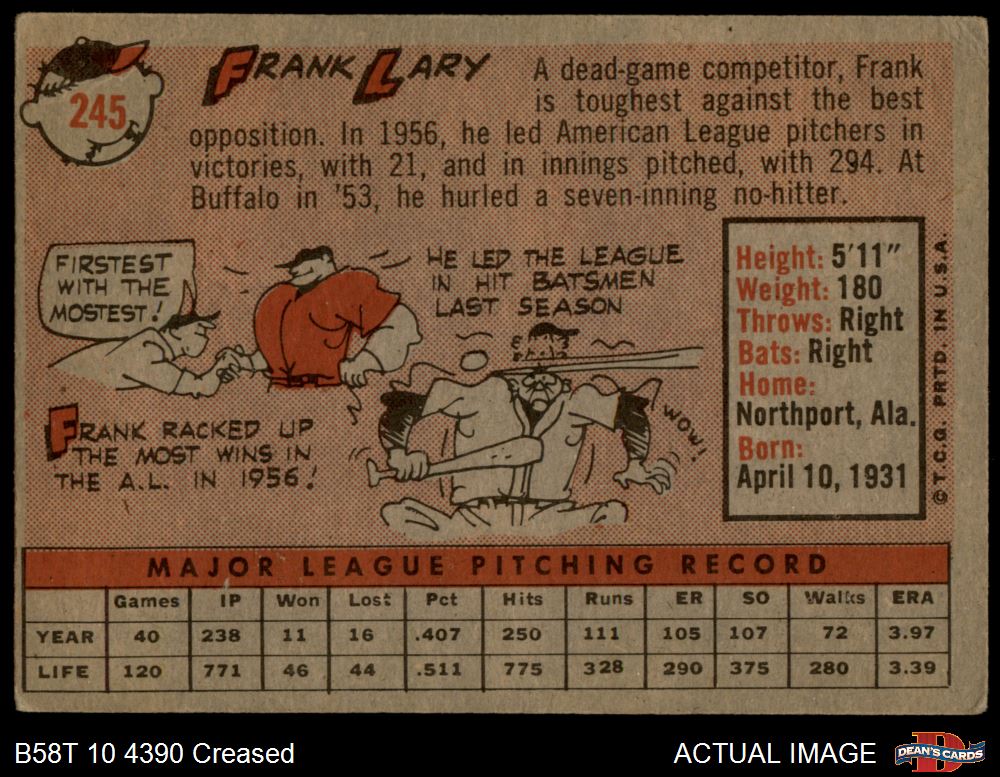 245
FRANK LARY
A dead-game competitor, Frank
is toughest against the best
opposition. In 1956, he led American League pitchers in
victories, with 21, and in innings pitched, with 294. At
Buffalo in '53, he hurled a seven-inning no-hitter.
FIRSTEST
WITH THE
MOSTEST!
FRANK RACKED UP
THE MOST WINS IN
THE A.L. IN 1956!
HE LED THE LEAGUE
IN HIT BATSMEN
LAST SEASON
WOW!
Height: 5'11"
Weight: 180
Throws: Right
Bats: Right
Home:
Northport, Ala.
Born:
April 10, 1931
© T.C.G. PRTD. IN U.S.A.
MAJOR LEAGUE PITCHING RECORD
Games IP Won Lost Pct Hits Runs ER SO Walks ERA
YEAR 40 238 11 16 .407 250 111 105 107 72 3.97
LIFE 120 771 46 44 .511 775 328 290 375 280 3.39
B58T 10 4390 Creased
ACTUAL IMAGE
DEAN'S CARDS